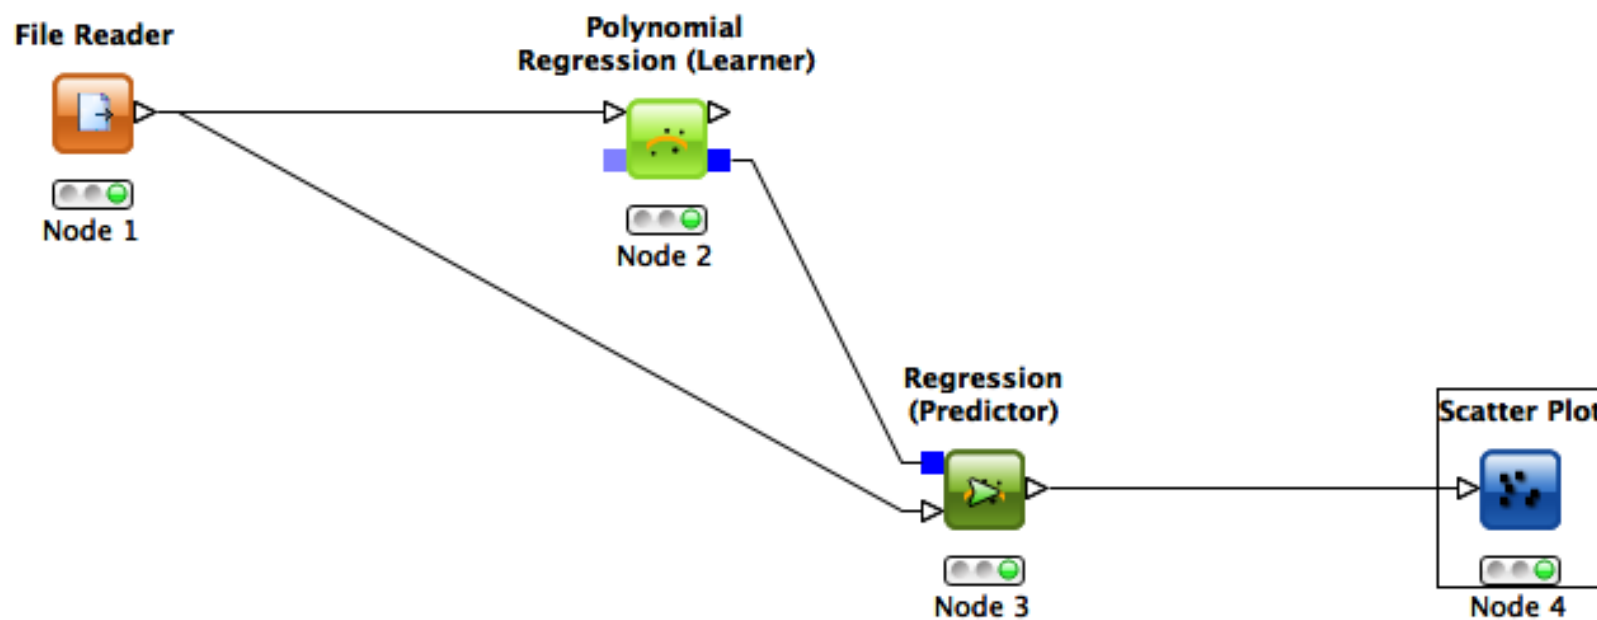 File Reader
Node 1
Polynomial
Regression (Learner)
Node 2
Regression
(Predictor)
Node 3
Scatter Plot
Node 4